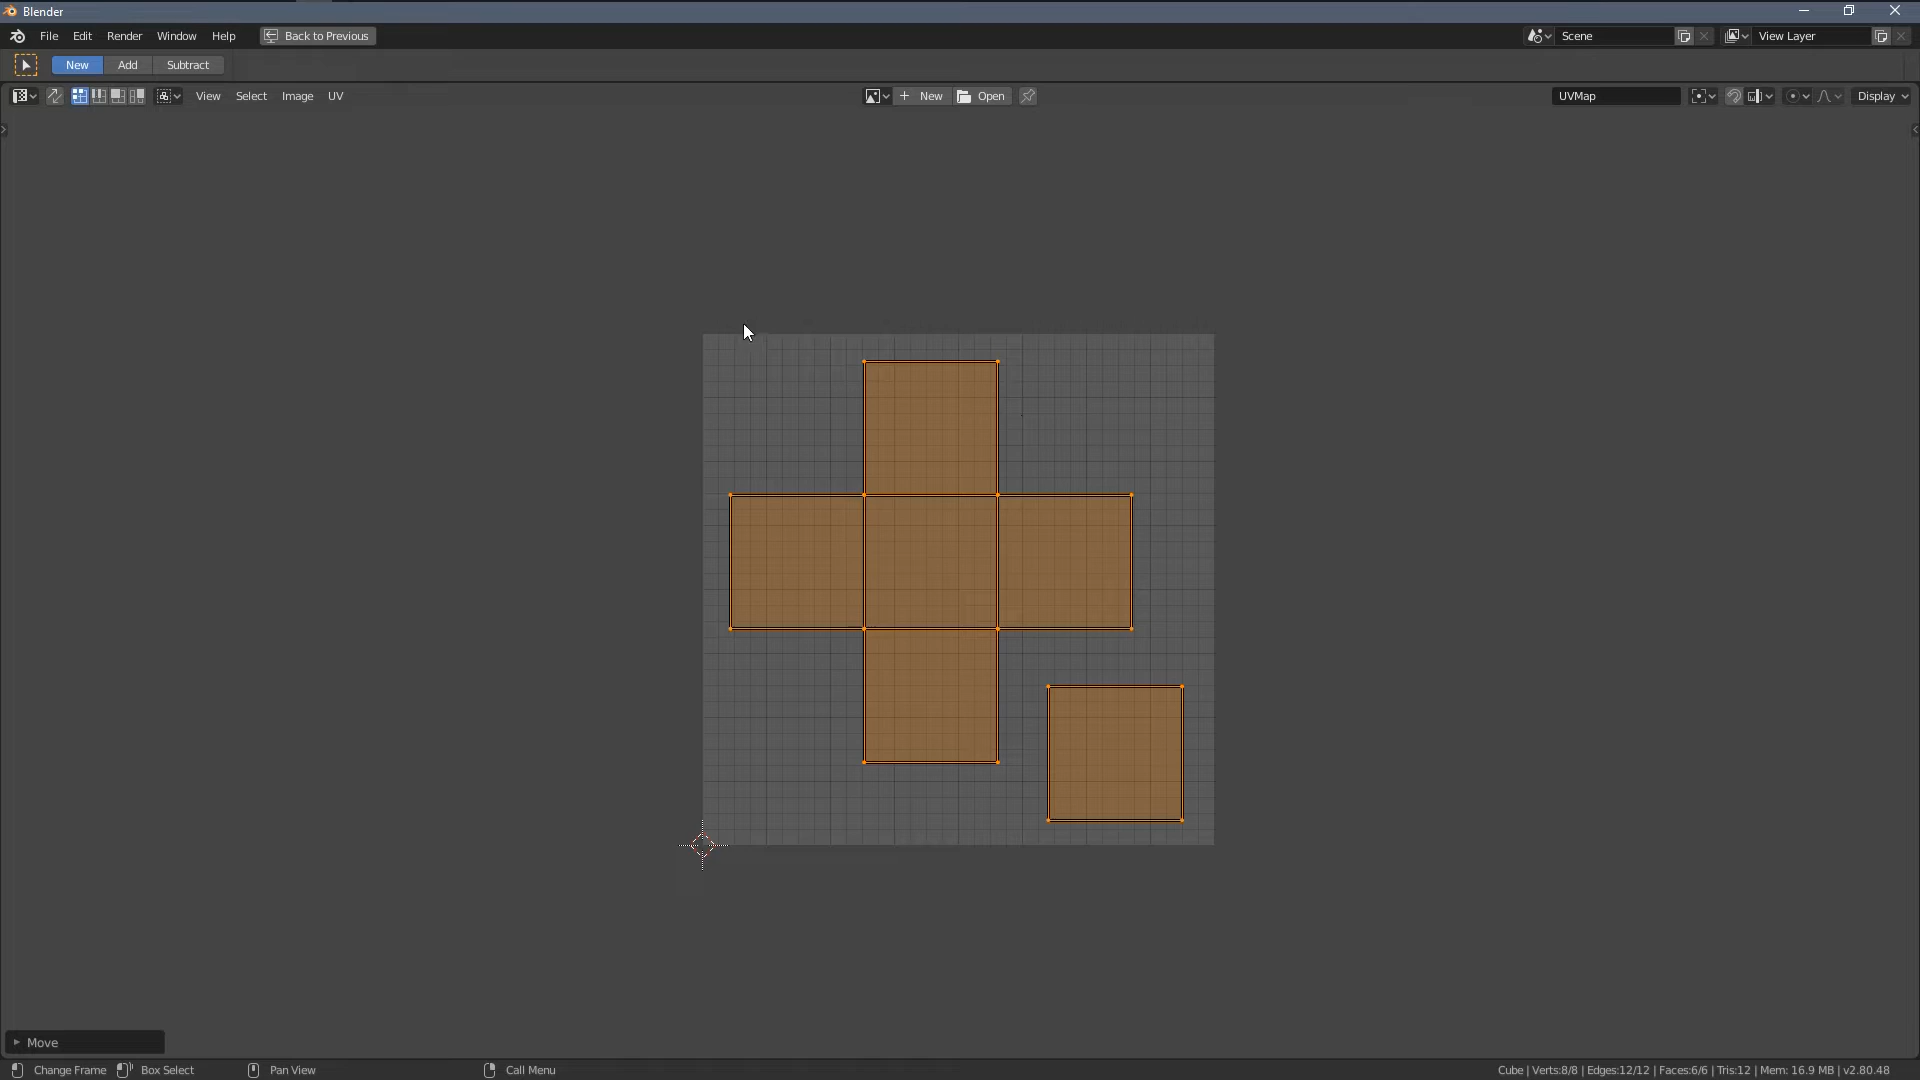 Blender
File Edit Render Window Help Back to Previous Scene View Layer
New Add Subtract
View Select Image UV New Open UVMap Display
Move
Change Frame Box Select Pan View Call Menu Cube | Verts:8/8 | Edges:12/12 | Faces:6/6 | Tris:12 | Mem: 16.9 MB | v2.80.48